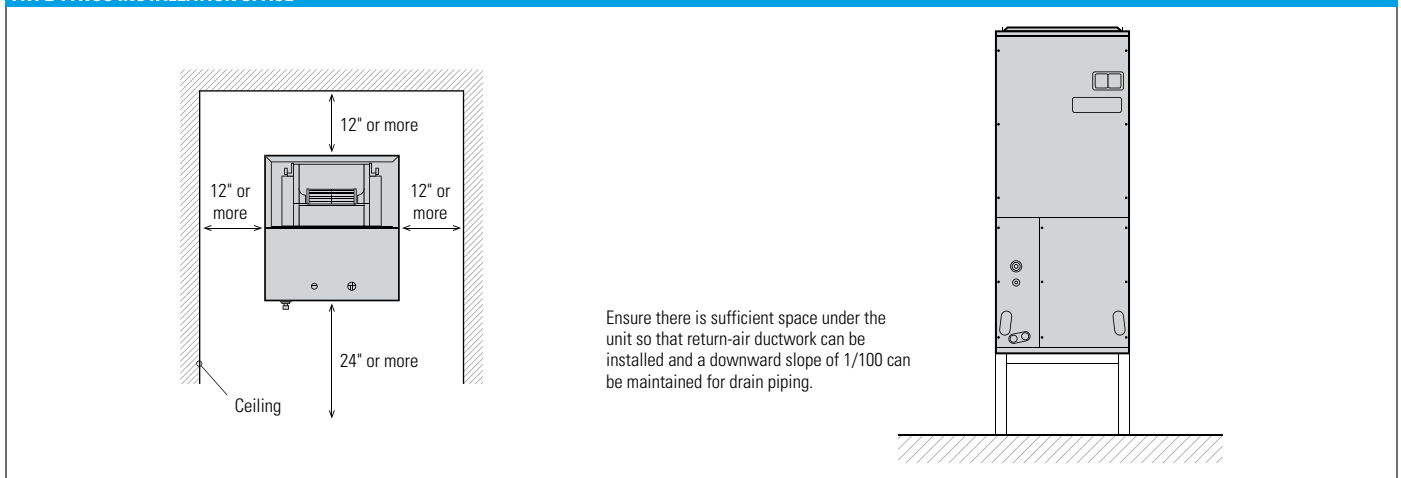 12" or more
12" or
more
12" or
more
24" or more
Ceiling
Ensure there is sufficient space under the
unit so that return-air ductwork can be
installed and a downward slope of 1/100 can
be maintained for drain piping.